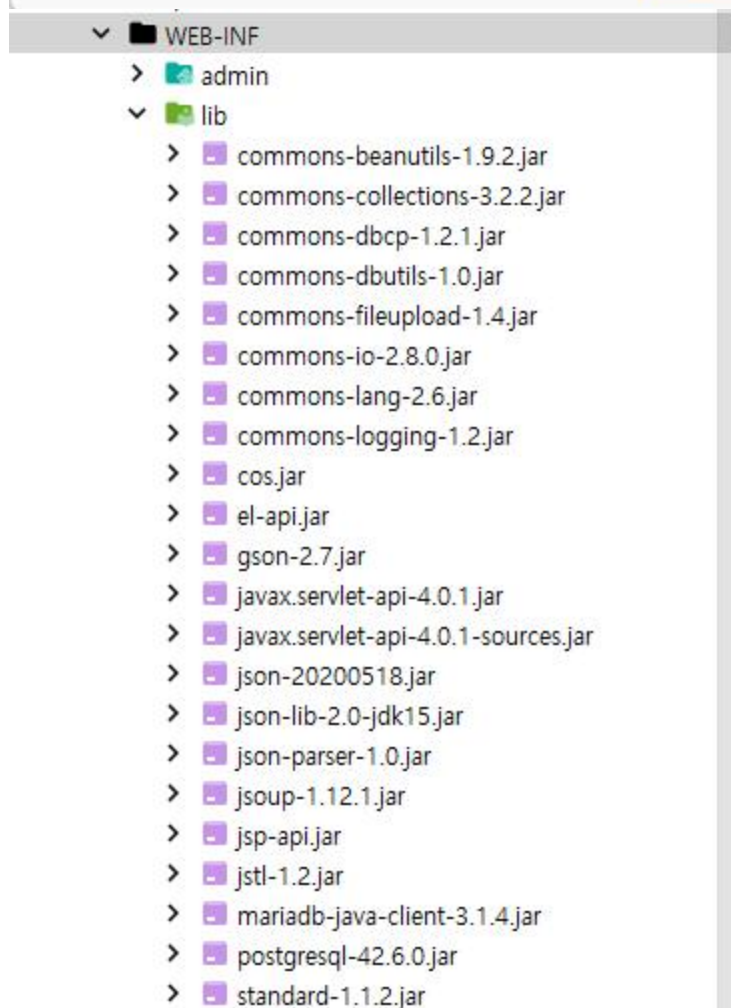 WEB-INF
admin
lib
commons-beanutils-1.9.2.jar
commons-collections-3.2.2.jar
commons-dbcp-1.2.1.jar
commons-dbutils-1.0.jar
commons-fileupload-1.4.jar
commons-io-2.8.0.jar
commons-lang-2.6.jar
commons-logging-1.2.jar
cos.jar
el-api.jar
gson-2.7.jar
javax.servlet-api-4.0.1.jar
javax.servlet-api-4.0.1-sources.jar
json-20200518.jar
json-lib-2.0-jdk15.jar
json-parser-1.0.jar
jsoup-1.12.1.jar
jsp-api.jar
jstl-1.2.jar
mariadb-java-client-3.1.4.jar
postgresql-42.6.0.jar
standard-1.1.2.jar